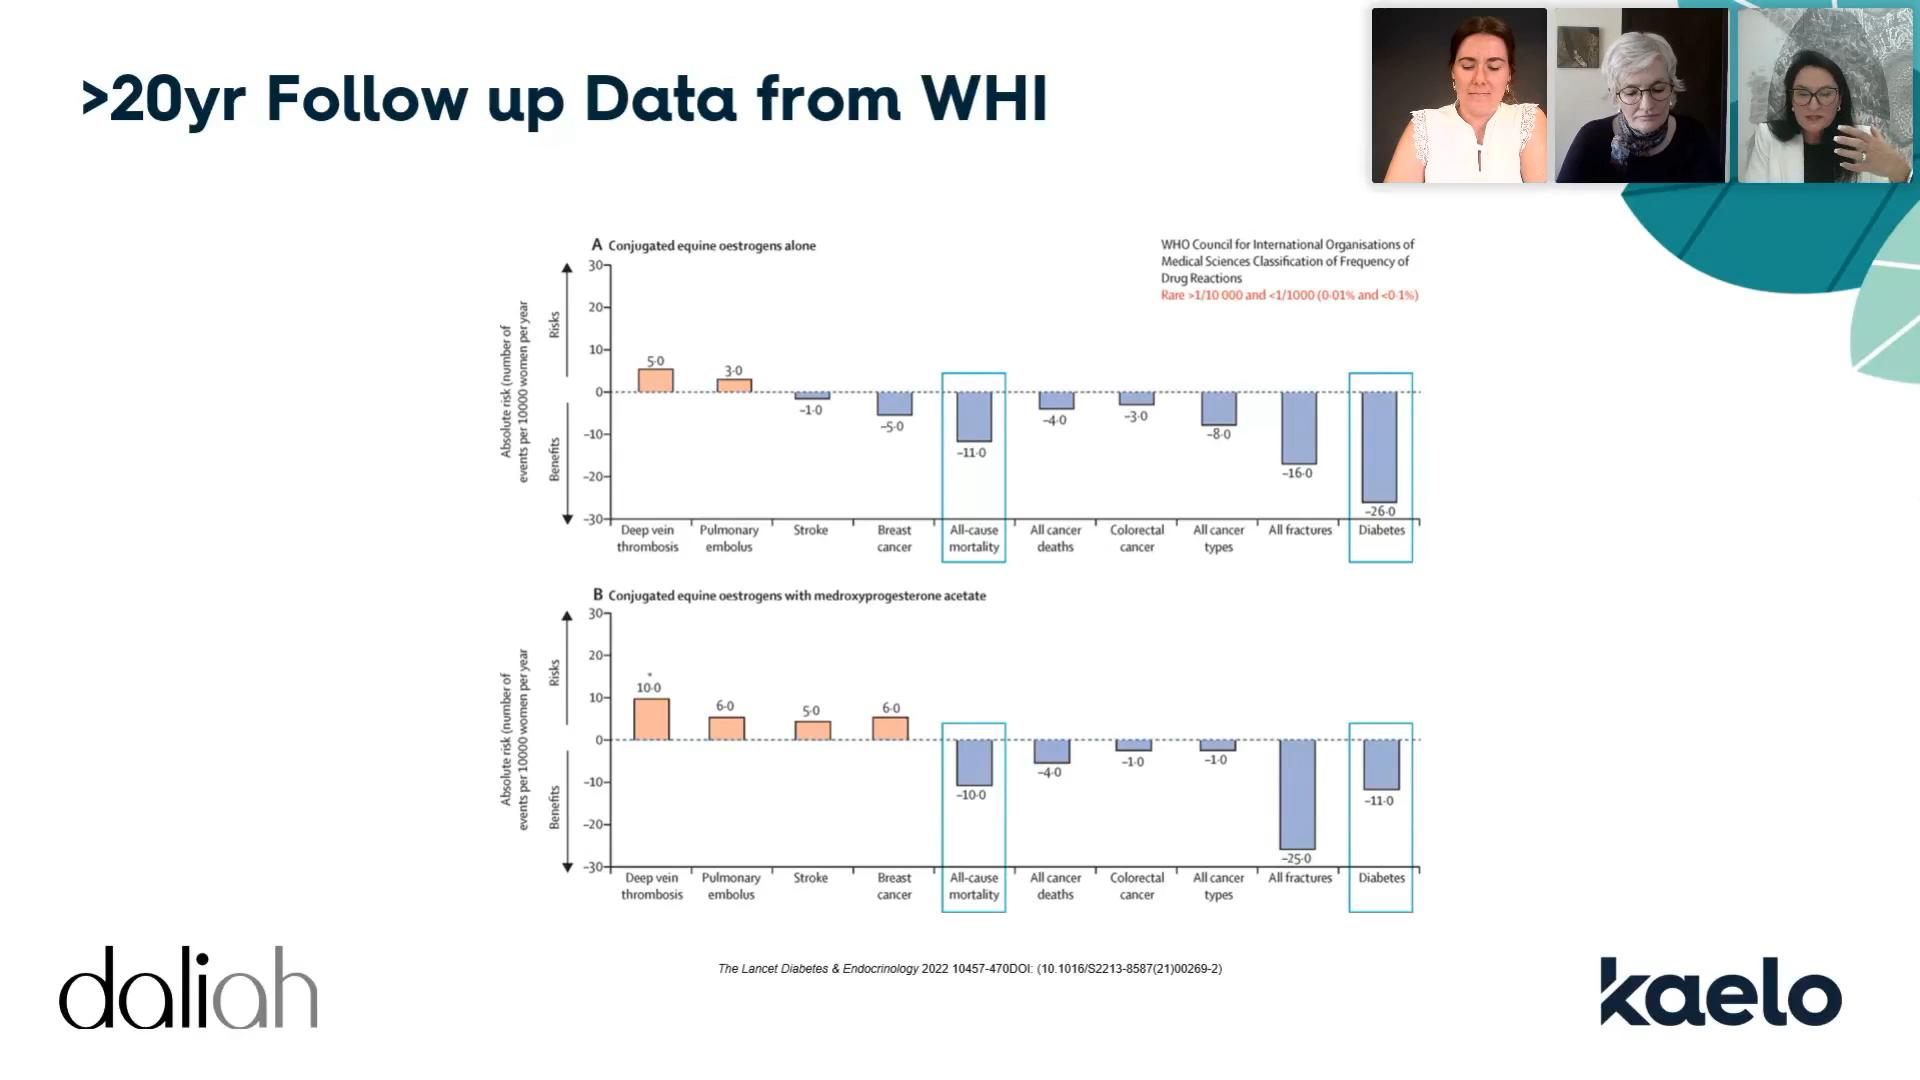 >20yr Follow up Data from WHI
A Conjugated equine oestrogens alone
WHO Council for International Organisations of
Medical Sciences Classification of Frequency of
Drug Reactions
Rare >1/10 000 and <1/1000 (0·01% and <0·1%)
Absolute risk (number of
events per 10000 women per year
Risks
Benefits
30
20
10
0
-10
-20
-30
5·0
3·0
-1·0
-5·0
-11·0
-4·0
-3·0
-8·0
-16·0
-26·0
Deep vein
thrombosis
Pulmonary
embolus
Stroke
Breast
cancer
All-cause
mortality
All cancer
deaths
Colorectal
cancer
All cancer
types
All fractures
Diabetes
B Conjugated equine oestrogens with medroxyprogesterone acetate
Absolute risk (number of
events per 10000 women per year
Risks
Benefits
30
20
10
0
-10
-20
-30
*
10·0
6·0
5·0
6·0
-10·0
-4·0
-1·0
-1·0
-25·0
-11·0
Deep vein
thrombosis
Pulmonary
embolus
Stroke
Breast
cancer
All-cause
mortality
All cancer
deaths
Colorectal
cancer
All cancer
types
All fractures
Diabetes
The Lancet Diabetes & Endocrinology 2022 10457-470DOI: (10.1016/S2213-8587(21)00269-2)
daliah
kaelo